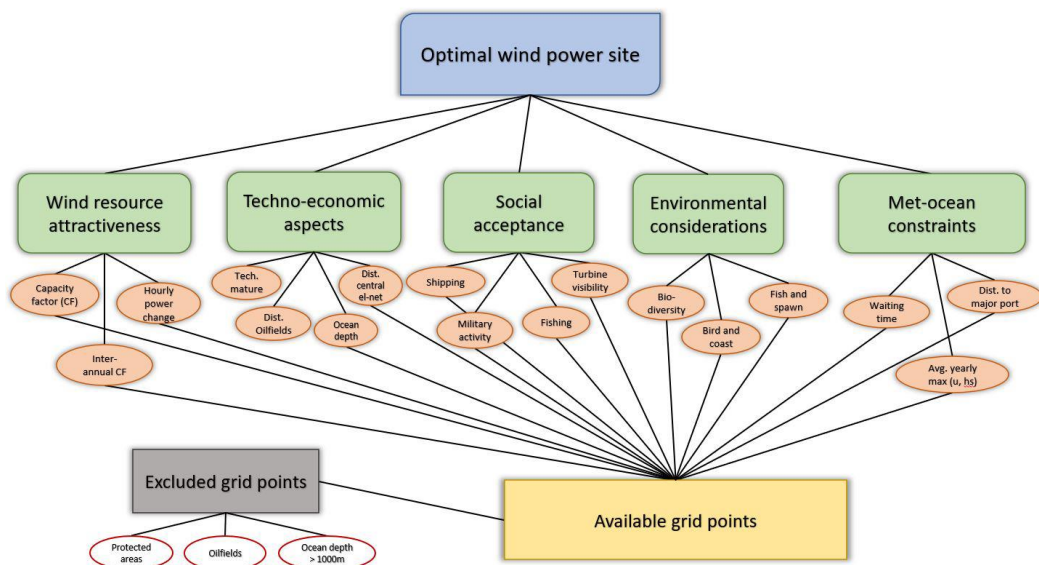 Optimal wind power site
Wind resource
attractiveness
Techno-economic
aspects
Social
acceptance
Environmental
considerations
Met-ocean
constraints
Capacity
factor (CF)
Hourly
power
change
Inter-
annual CF
Tech.
mature
Dist.
central
el-net
Dist.
Oilfields
Ocean
depth
Shipping
Turbine
visibility
Military
activity
Fishing
Bio-
diversity
Fish and
spawn
Bird and
coast
Waiting
time
Dist. to
major port
Avg. yearly
max (u, hs)
Excluded grid points
Available grid points
Protected
areas
Oilfields
Ocean depth
> 1000m